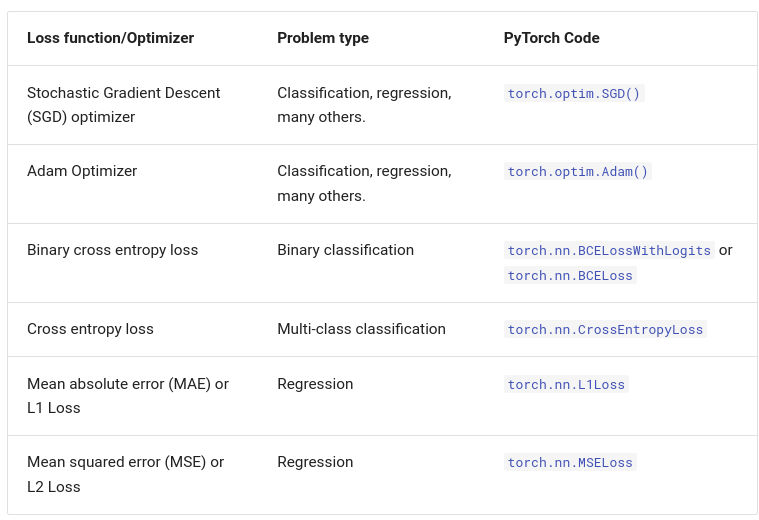 Loss function/Optimizer Problem type PyTorch Code
Stochastic Gradient Descent Classification, regression, torch.optim.SGD()
(SGD) optimizer many others.
Adam Optimizer Classification, regression, torch.optim.Adam()
many others.
Binary cross entropy loss Binary classification torch.nn.BCELossWithLogits or
torch.nn.BCELoss
Cross entropy loss Multi-class classification torch.nn.CrossEntropyLoss
Mean absolute error (MAE) or Regression torch.nn.L1Loss
L1 Loss
Mean squared error (MSE) or Regression torch.nn.MSELoss
L2 Loss